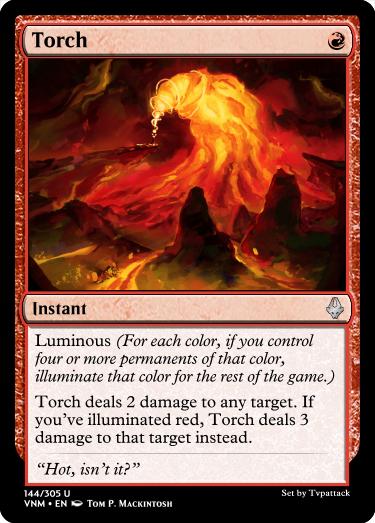 Torch
Instant
Luminous (For each color, if you control
four or more permanents of that color,
illuminate that color for the rest of the game.)
Torch deals 2 damage to any target. If
you've illuminated red, Torch deals 3
damage to that target instead.
“Hot, isn't it?”
144/305 U
VNM • EN Tom P. Mackintosh
Set by Tvpattack